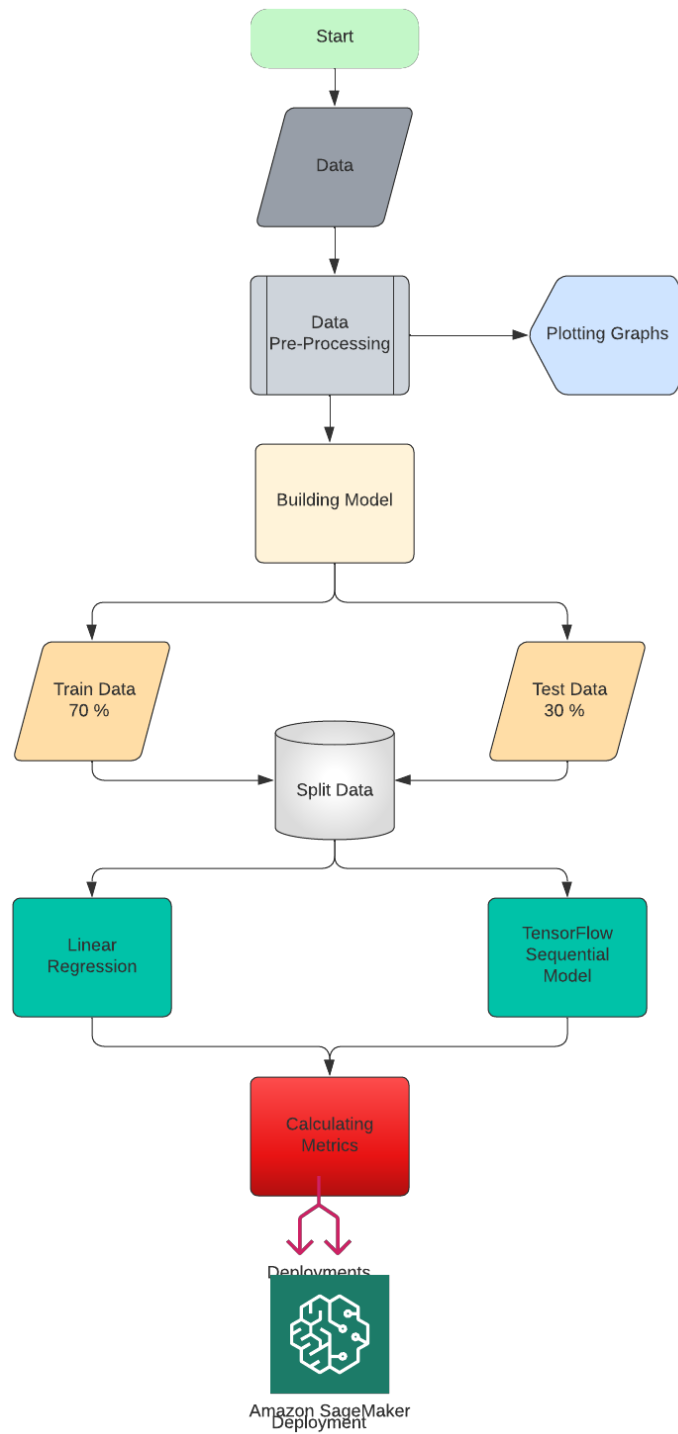 Start
Data
Data
Pre-Processing
Plotting Graphs
Building Model
Train Data
70 %
Test Data
30 %
Split Data
Linear
Regression
TensorFlow
Sequential
Model
Calculating
Metrics
Deployments
Amazon SageMaker
Deployment